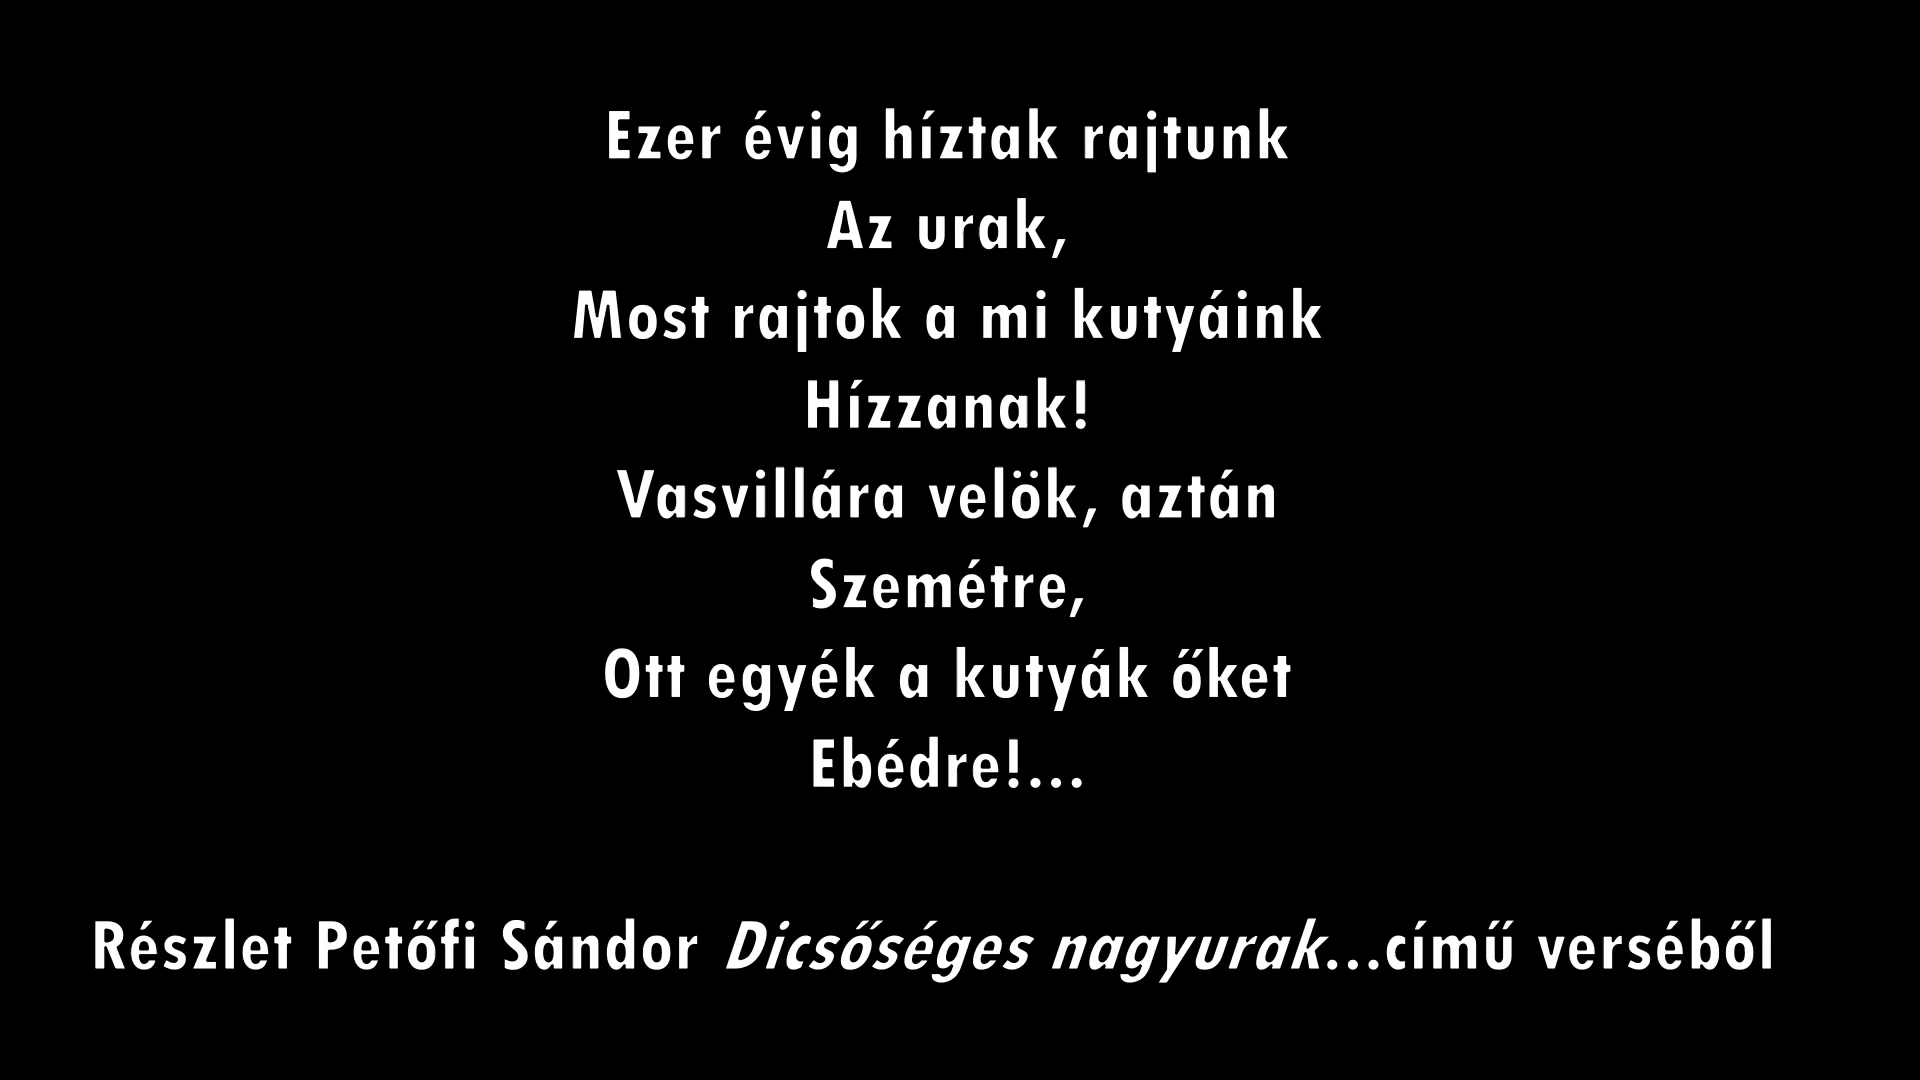 Ezer évig híztak rajtunk
Az urak,
Most rajtok a mi kutyáink
Hízzanak!
Vasvillára velök, aztán
Szemétre,
Ott egyék a kutyák őket
Ebédre!...
Részlet Petőfi Sándor Dicsőséges nagyurak...című verséből